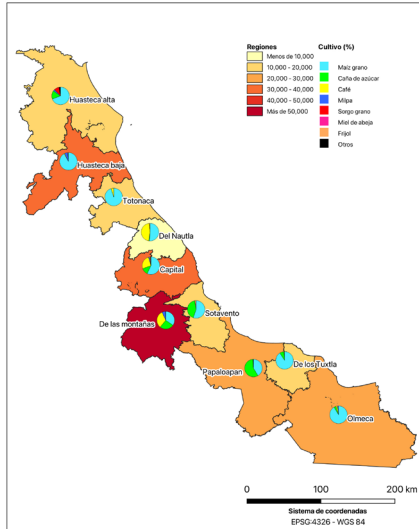 Regiones
Menos de 10,000
10,000 - 20,000
20,000 - 30,000
30,000 - 40,000
40,000 - 50,000
Más de 50,000
Cultivo (%)
Maíz grano
Caña de azúcar
Café
Milpa
Sorgo grano
Miel de abeja
Frijol
Otros
Huasteca alta
Huasteca baja
Totonaca
Del Nautla
Capital
De las montañas
Sotavento
Papaloapan
De los Tuxtla
Olmeca
0 100 200 km
Sistema de coordenadas
EPSG:4326 - WGS 84